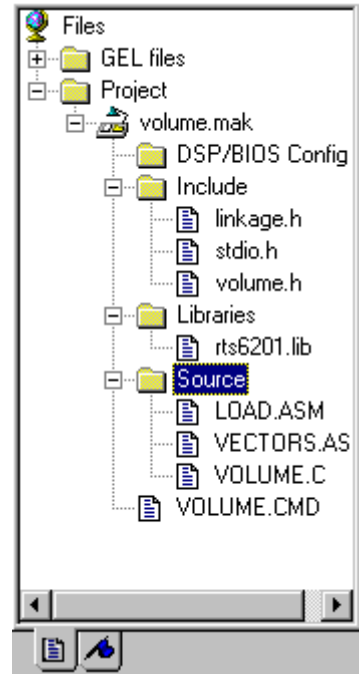 Files
GEL files
Project
volume.mak
DSP/BIOS Config
Include
linkage.h
stdio.h
volume.h
Libraries
rts6201.lib
Source
LOAD.ASM
VECTORS.AS
VOLUME.C
VOLUME.CMD